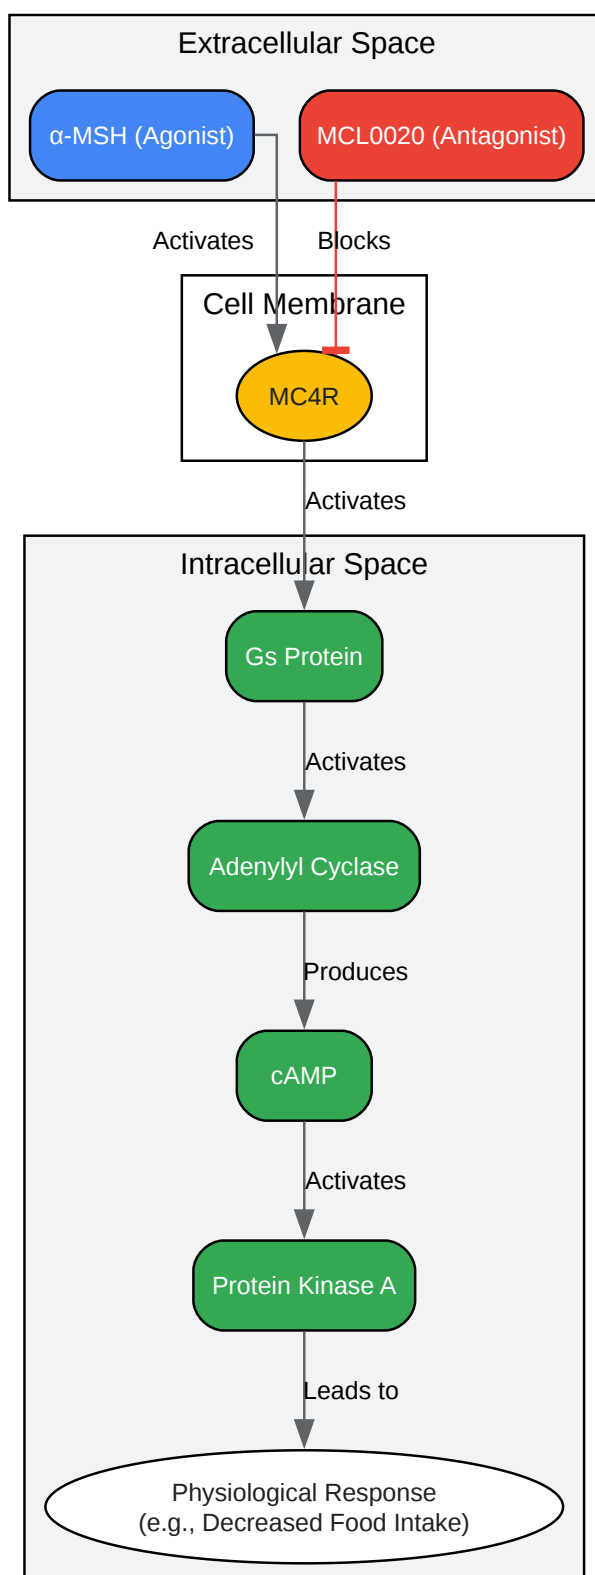 Extracellular Space
α-MSH (Agonist)
MCL0020 (Antagonist)
Activates
Blocks
Cell Membrane
MC4R
Activates
Intracellular Space
Gs Protein
Activates
Adenylyl Cyclase
Produces
cAMP
Activates
Protein Kinase A
Leads to
Physiological Response
(e.g., Decreased Food Intake)